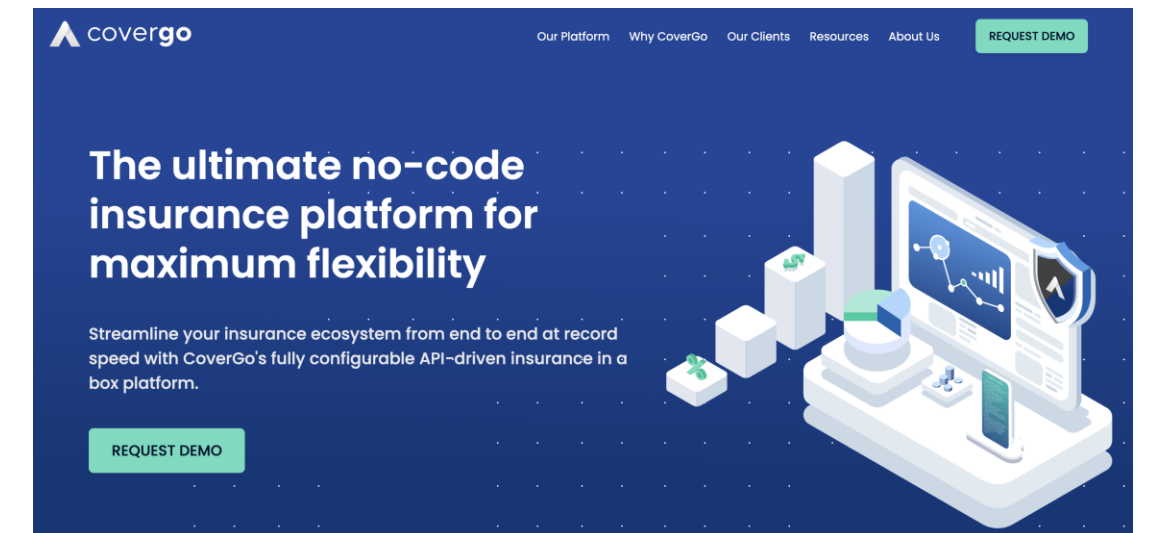 covergo
Our Platform Why CoverGo Our Clients Resources About Us REQUEST DEMO
The ultimate no-code
insurance platform for
maximum flexibility
Streamline your insurance ecosystem from end to end at record
speed with CoverGo's fully configurable API-driven insurance in a
box platform.
REQUEST DEMO
$
%